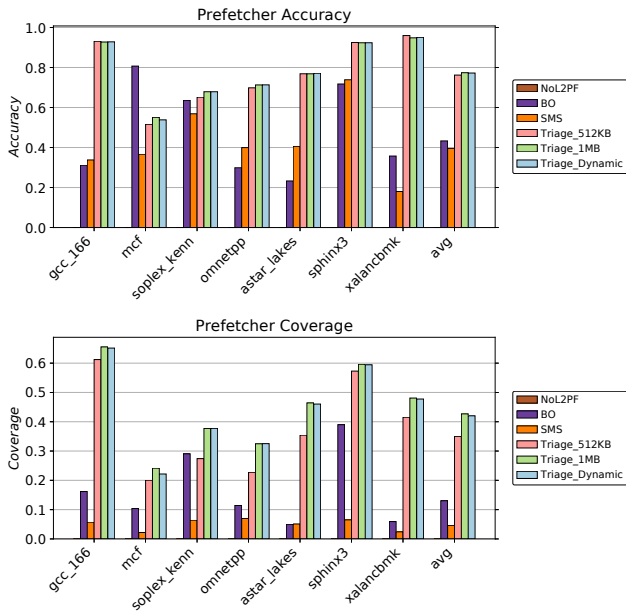 Prefetcher Accuracy
1.0
0.8
0.6
0.4
0.2
0.0
Accuracy
gcc_166
mcf
soplex_kenn
omnetpp
astar_lakes
sphinx3
xalancbmk
avg
NoL2PF
BO
SMS
Triage_512KB
Triage_1MB
Triage_Dynamic
Prefetcher Coverage
0.6
0.5
0.4
0.3
0.2
0.1
0.0
Coverage
gcc_166
mcf
soplex_kenn
omnetpp
astar_lakes
sphinx3
xalancbmk
avg
NoL2PF
BO
SMS
Triage_512KB
Triage_1MB
Triage_Dynamic